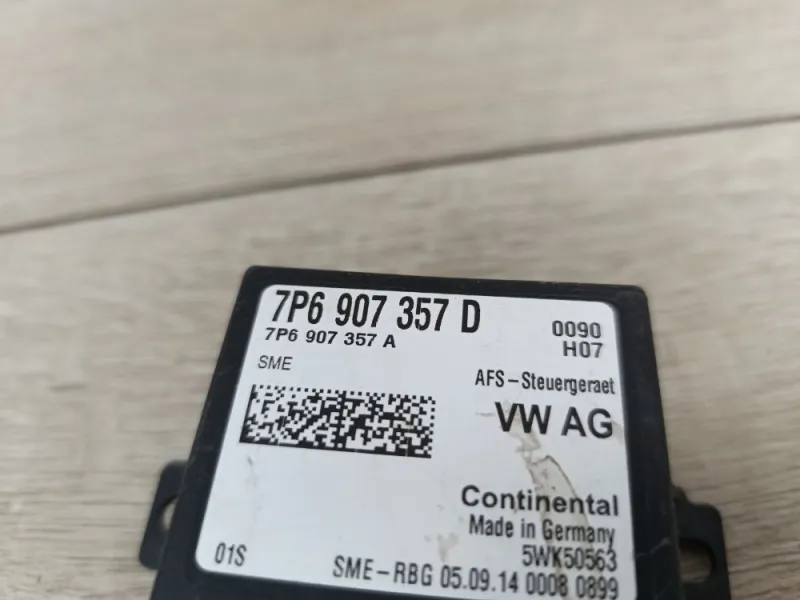 7P6 907 357 D
0090
7P6 907 357 A
H07
SME
AFS-Steuergeraet
VW AG
Continental
Made in Germany
5WK50563
01S
SME-RBG 05.09.14 0008 0899